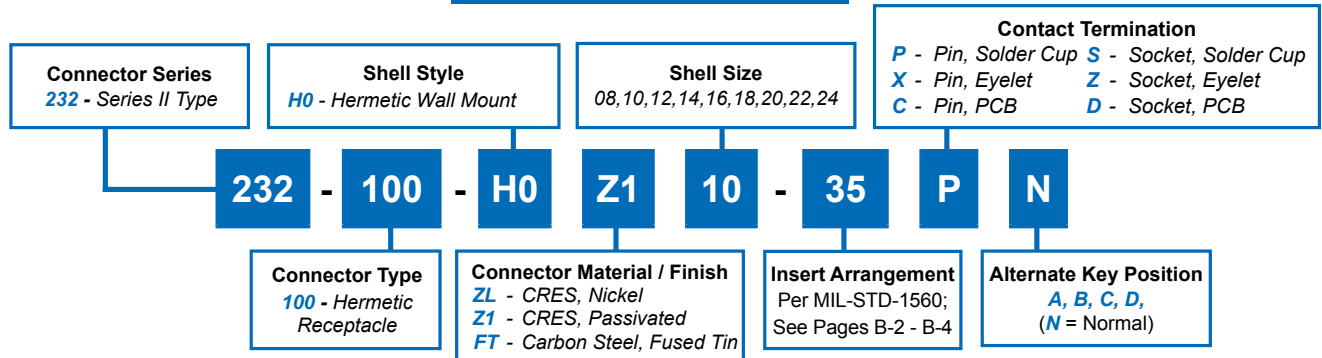 Connector Series
232 - Series II Type
Shell Style
H0 - Hermetic Wall Mount
Shell Size
08,10,12,14,16,18,20,22,24
Contact Termination
P - Pin, Solder Cup S - Socket, Solder Cup
X - Pin, Eyelet Z - Socket, Eyelet
C - Pin, PCB D - Socket, PCB
232 - 100 - H0 Z1 10 - 35 P N
Connector Type
100 - Hermetic
Receptacle
Connector Material / Finish
ZL - CRES, Nickel
Z1 - CRES, Passivated
FT - Carbon Steel, Fused Tin
Insert Arrangement
Per MIL-STD-1560;
See Pages B-2 - B-4
Alternate Key Position
A, B, C, D,
(N = Normal)